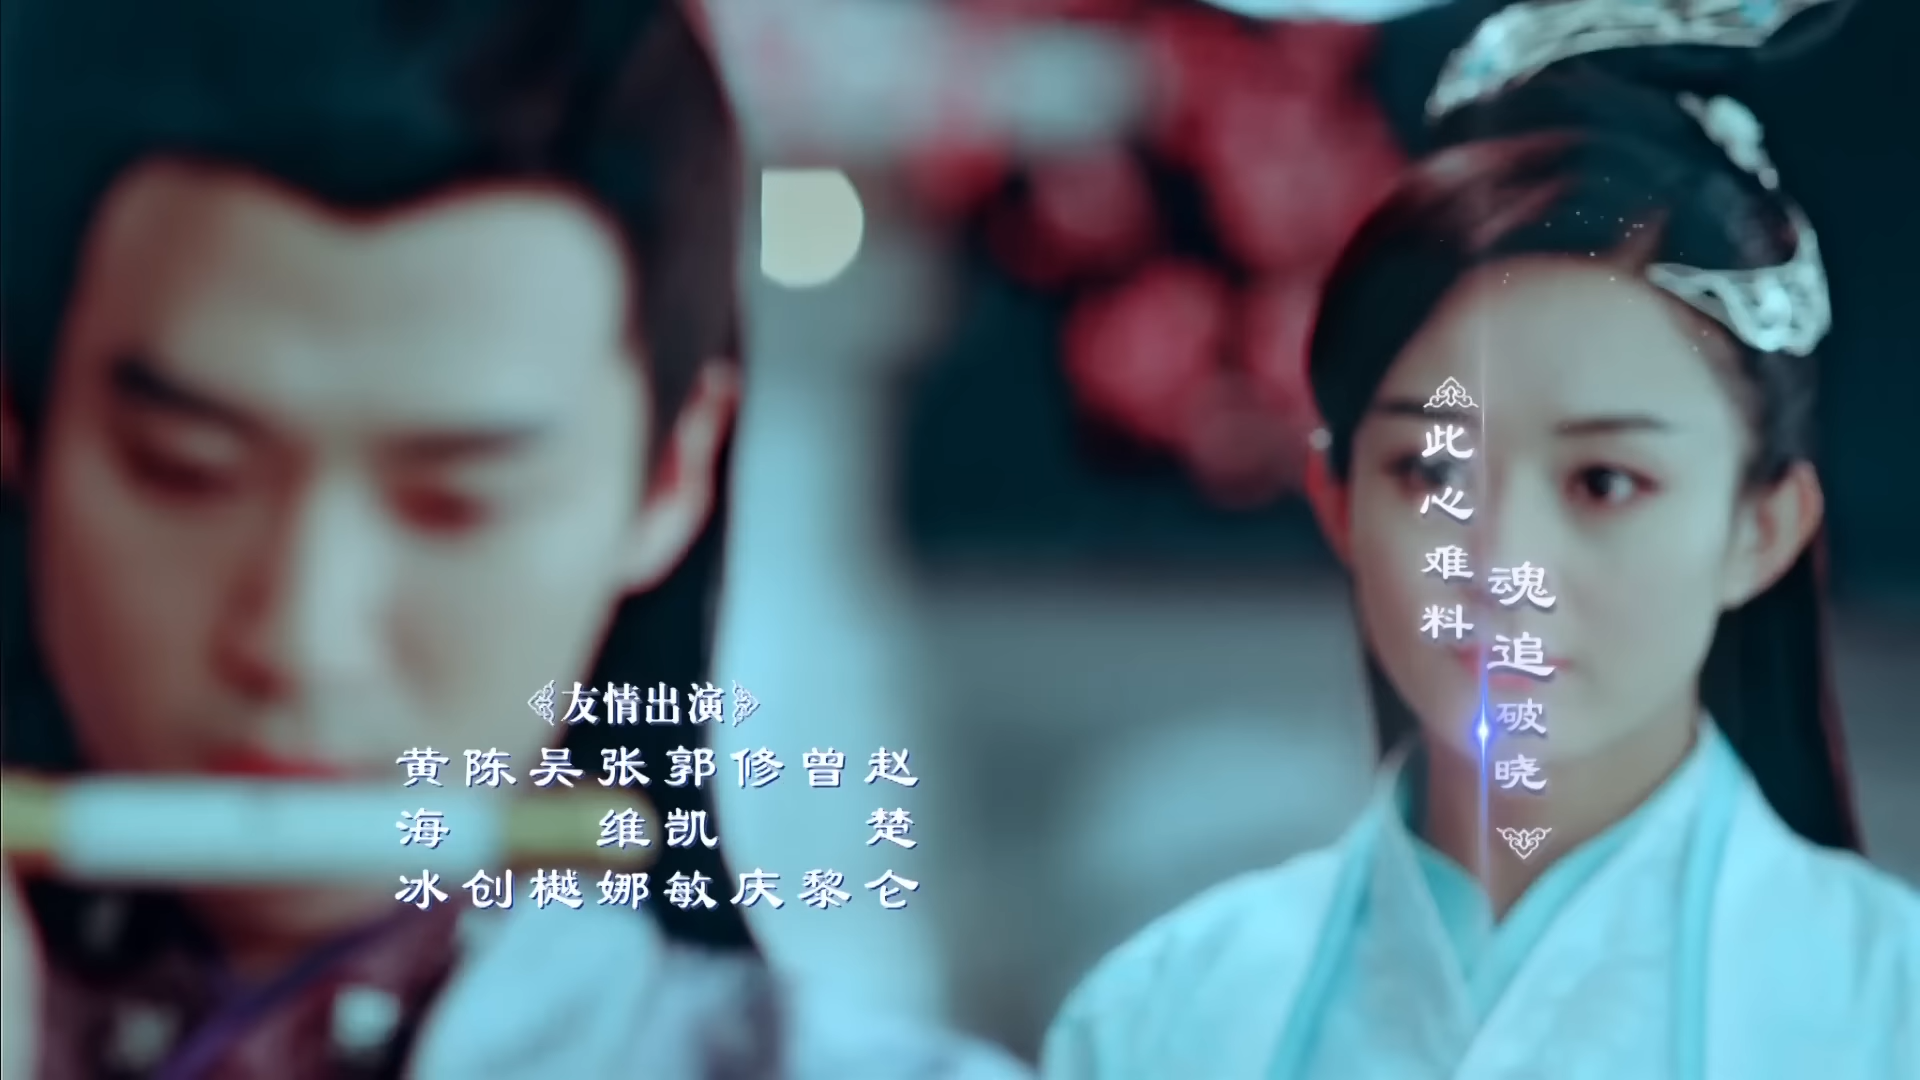 友情出演
黄海冰
陈创
吴樾
张维娜
郭凯敏
修庆
曾黎
赵楚仑
此心难料
魂追破晓